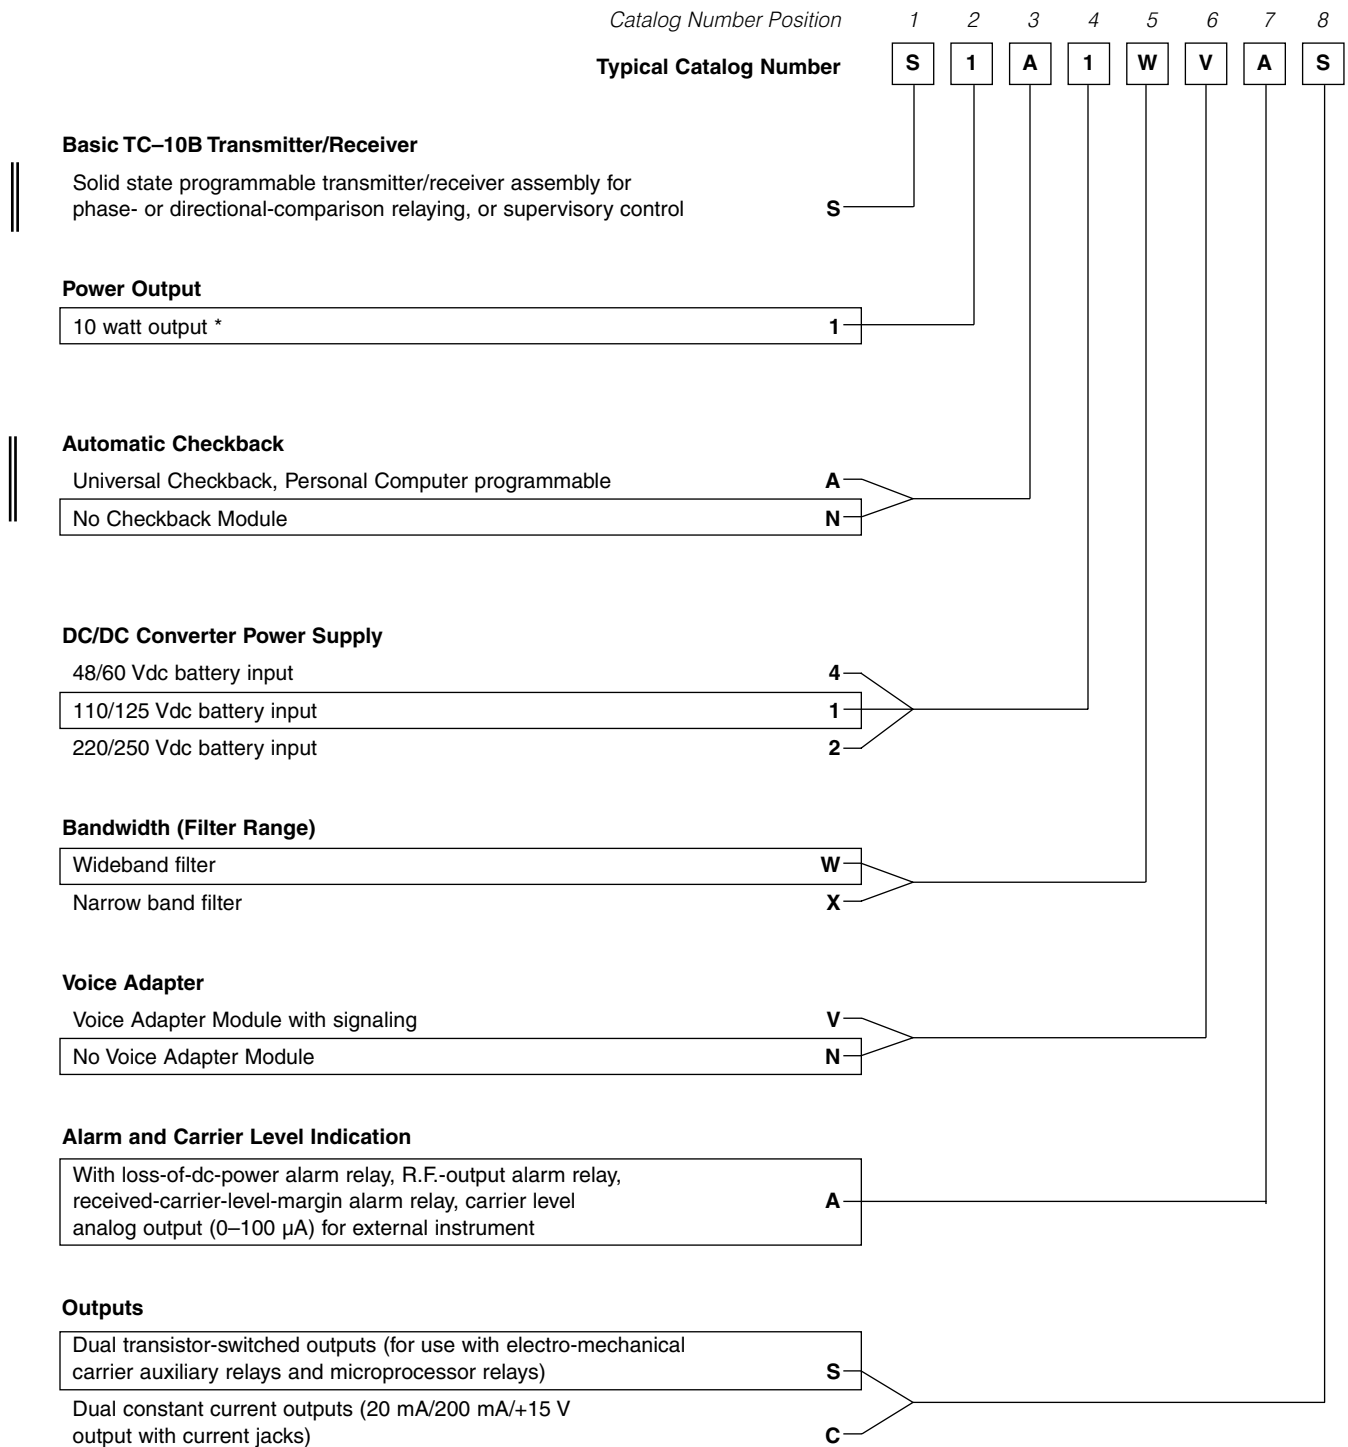 Catalog Number Position 1 2 3 4 5 6 7 8
Typical Catalog Number S 1 A 1 W V A S
Basic TC–10B Transmitter/Receiver
Solid state programmable transmitter/receiver assembly for
phase- or directional-comparison relaying, or supervisory control S
Power Output
10 watt output * 1
Automatic Checkback
Universal Checkback, Personal Computer programmable A
No Checkback Module N
DC/DC Converter Power Supply
48/60 Vdc battery input 4
110/125 Vdc battery input 1
220/250 Vdc battery input 2
Bandwidth (Filter Range)
Wideband filter W
Narrow band filter X
Voice Adapter
Voice Adapter Module with signaling V
No Voice Adapter Module N
Alarm and Carrier Level Indication
With loss-of-dc-power alarm relay, R.F.-output alarm relay,
received-carrier-level-margin alarm relay, carrier level A
analog output (0–100 µA) for external instrument
Outputs
Dual transistor-switched outputs (for use with electro-mechanical
carrier auxiliary relays and microprocessor relays) S
Dual constant current outputs (20 mA/200 mA/+15 V
output with current jacks) C